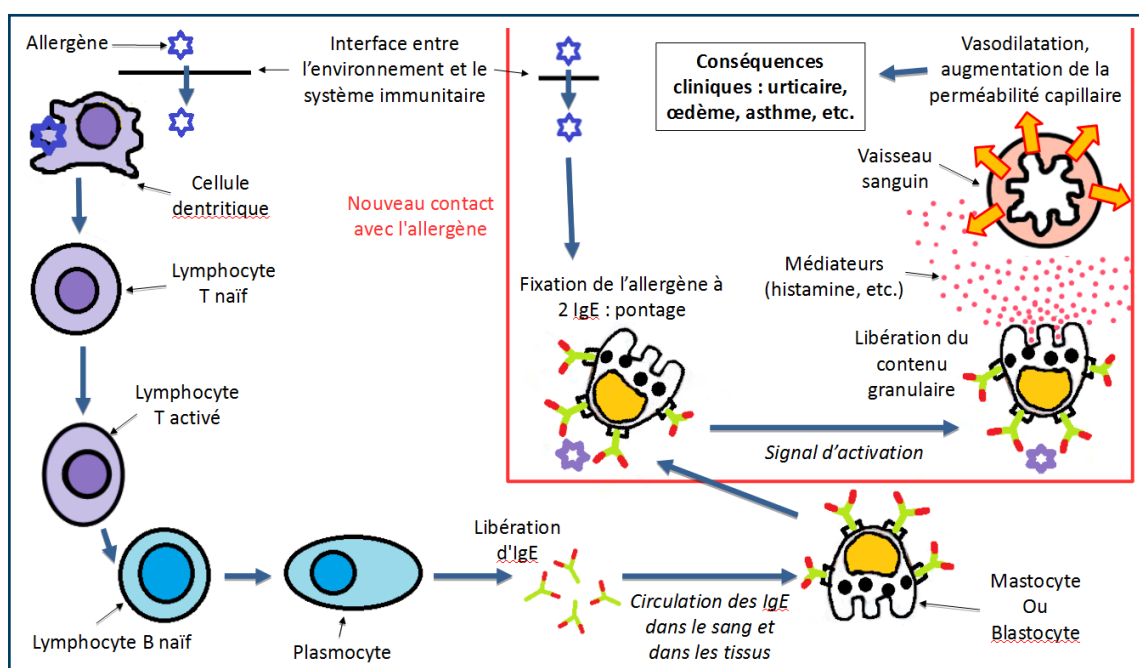 Allergène
Interface entre
l'environnement et le
système immunitaire
Cellule
dentritique
Lymphocyte
T naïf
Lymphocyte
T activé
Lymphocyte B naïf
Plasmocyte
Libération
d'IgE
Circulation des IgE
dans le sang et
dans les tissus
Mastocyte
Ou
Blastocyte
Nouveau contact
avec l'allergène
Fixation de l'allergène à
2 IgE : pontage
Signal d'activation
Libération du
contenu
granulaire
Médiateurs
(histamine, etc.)
Vaisseau
sanguin
Vasodilatation,
augmentation de la
perméabilité capillaire
Conséquences
cliniques : urticaire,
œdème, asthme, etc.